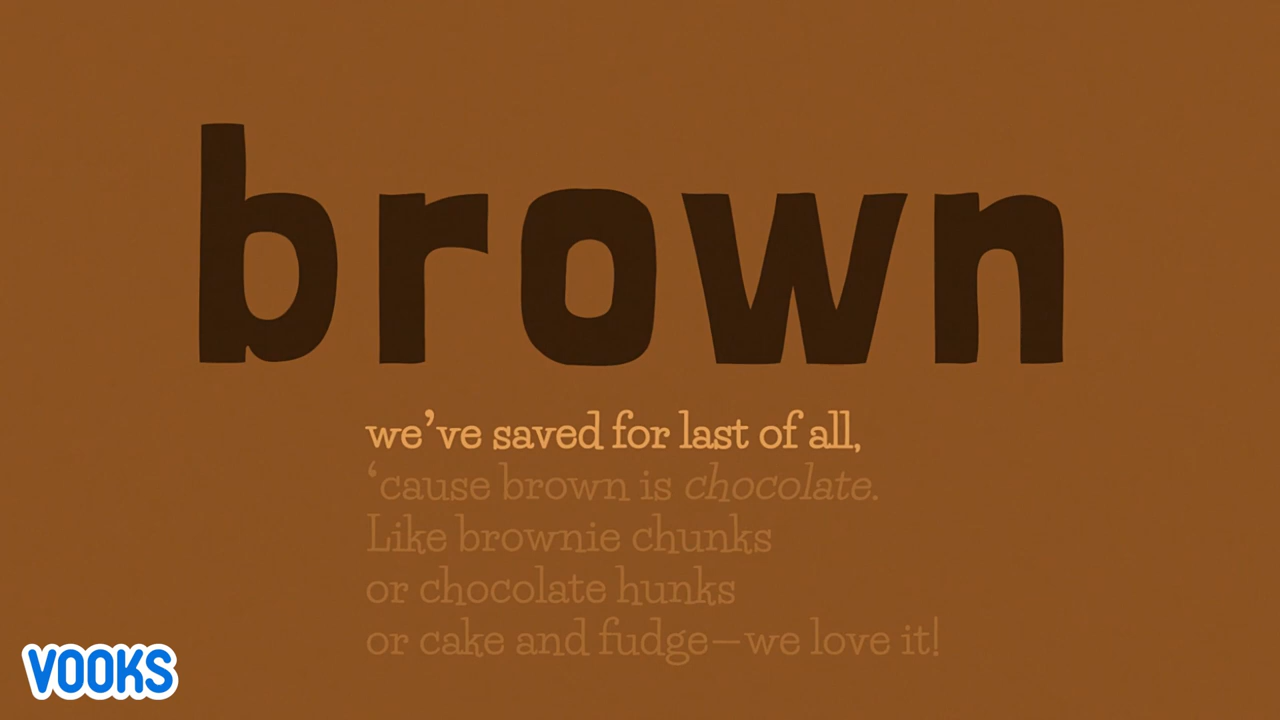 brown
we’ve saved for last of all,
‘cause brown is chocolate.
Like brownie chunks
or chocolate hunks
or cake and fudge—we love it!
VOOKS